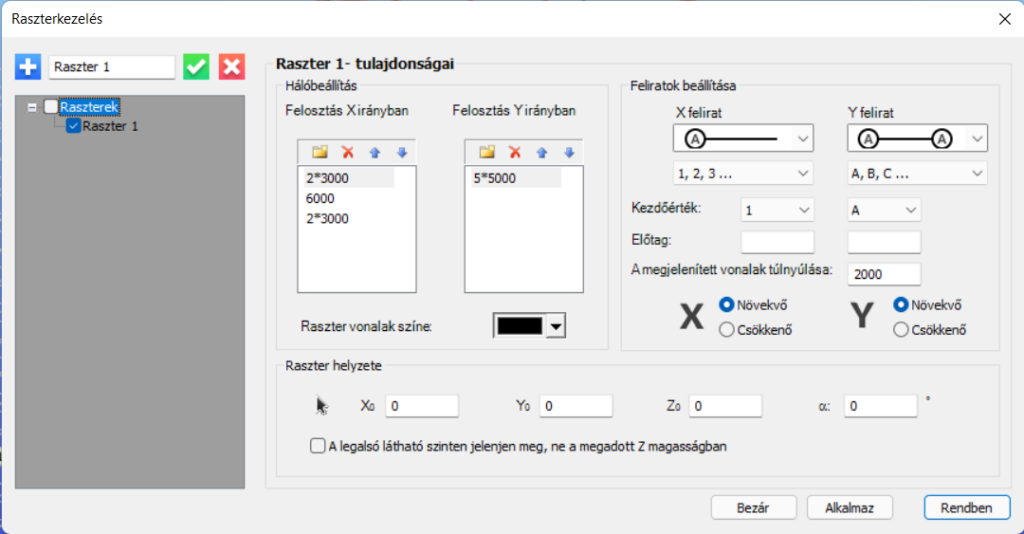 Raszterkezelés
Raszter 1
Raszterek
Raszter 1
Raszter 1- tulajdonságai
Hálóbeállítás
Felosztás X irányban
Felosztás Y irányban
2*3000
6000
2*3000
5*5000
Raszter vonalak színe:
Feliratok beállítása
X felirat
Y felirat
A
A A
1, 2, 3 ...
A, B, C ...
Kezdőérték:
1
A
Előtag:
A megjelenített vonalak túlnyúlása:
2000
X
Növekvő
Csökkenő
Y
Növekvő
Csökkenő
Raszter helyzete
X₀ 0
Y₀ 0
Z₀ 0
α: 0 °
A legalsó látható szinten jelenjen meg, ne a megadott Z magasságban
Bezár
Alkalmaz
Rendben